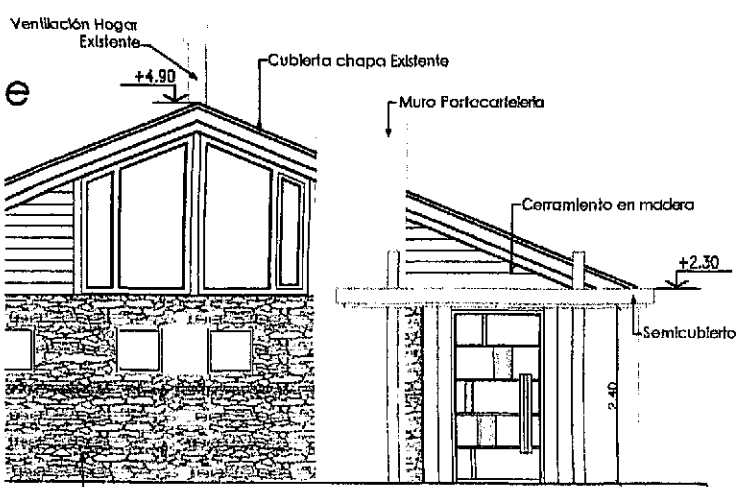 Ventilación Hogar
Existente
Cubierta chapa Existente
+4.90
e
Muro Portacartelería
Cerramiento en madera
+2.30
Semicubierto
2.40